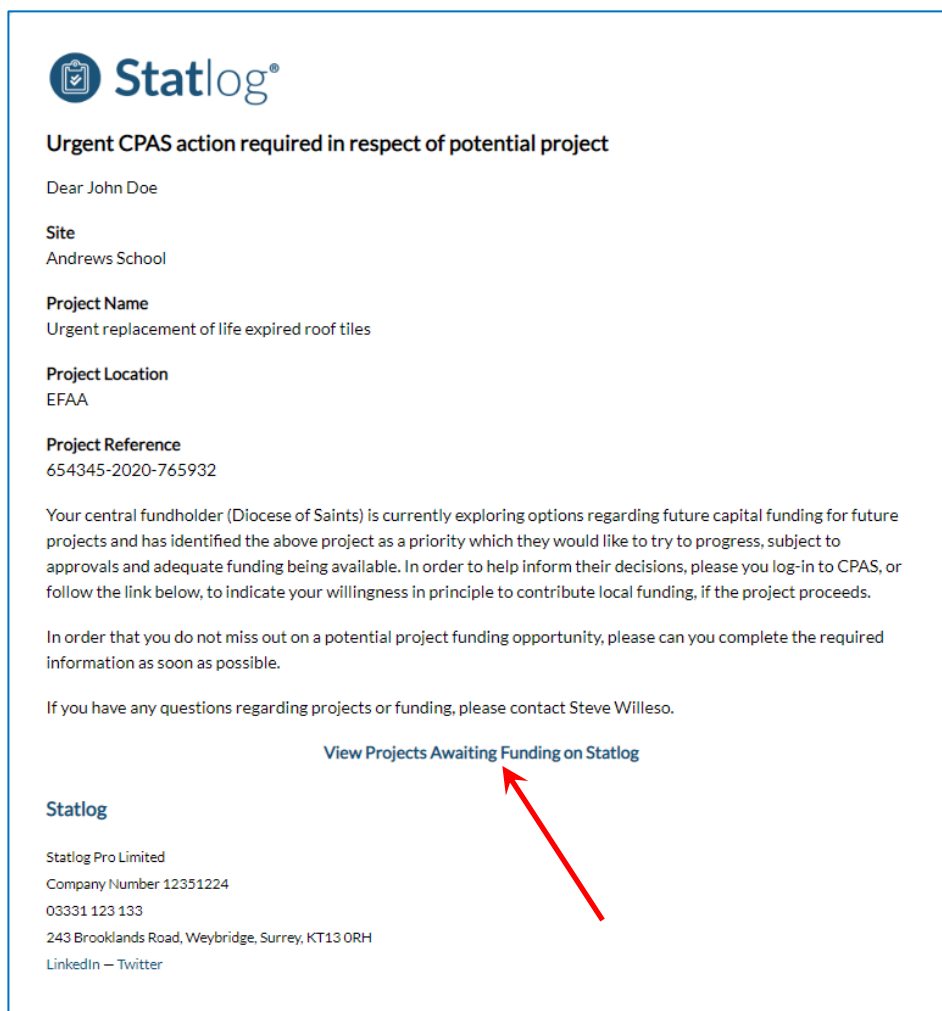 Statlog®
Urgent CPAS action required in respect of potential project
Dear John Doe
Site
Andrews School
Project Name
Urgent replacement of life expired roof tiles
Project Location
EFAA
Project Reference
654345-2020-765932
Your central fundholder (Diocese of Saints) is currently exploring options regarding future capital funding for future
projects and has identified the above project as a priority which they would like to try to progress, subject to
approvals and adequate funding being available. In order to help inform their decisions, please you log-in to CPAS, or
follow the link below, to indicate your willingness in principle to contribute local funding, if the project proceeds.
In order that you do not miss out on a potential project funding opportunity, please can you complete the required
information as soon as possible.
If you have any questions regarding projects or funding, please contact Steve Willeso.
View Projects Awaiting Funding on Statlog
Statlog
Statlog Pro Limited
Company Number 12351224
03331 123 133
243 Brooklands Road, Weybridge, Surrey, KT13 0RH
LinkedIn — Twitter